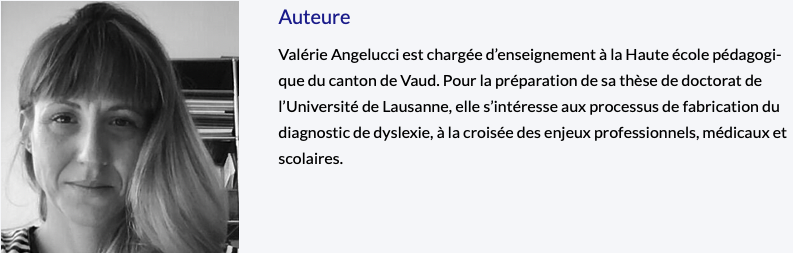 Auteure
Valérie Angelucci est chargée d’enseignement à la Haute école pédagogi-
que du canton de Vaud. Pour la préparation de sa thèse de doctorat de
l’Université de Lausanne, elle s’intéresse aux processus de fabrication du
diagnostic de dyslexie, à la croisée des enjeux professionnels, médicaux et
scolaires.